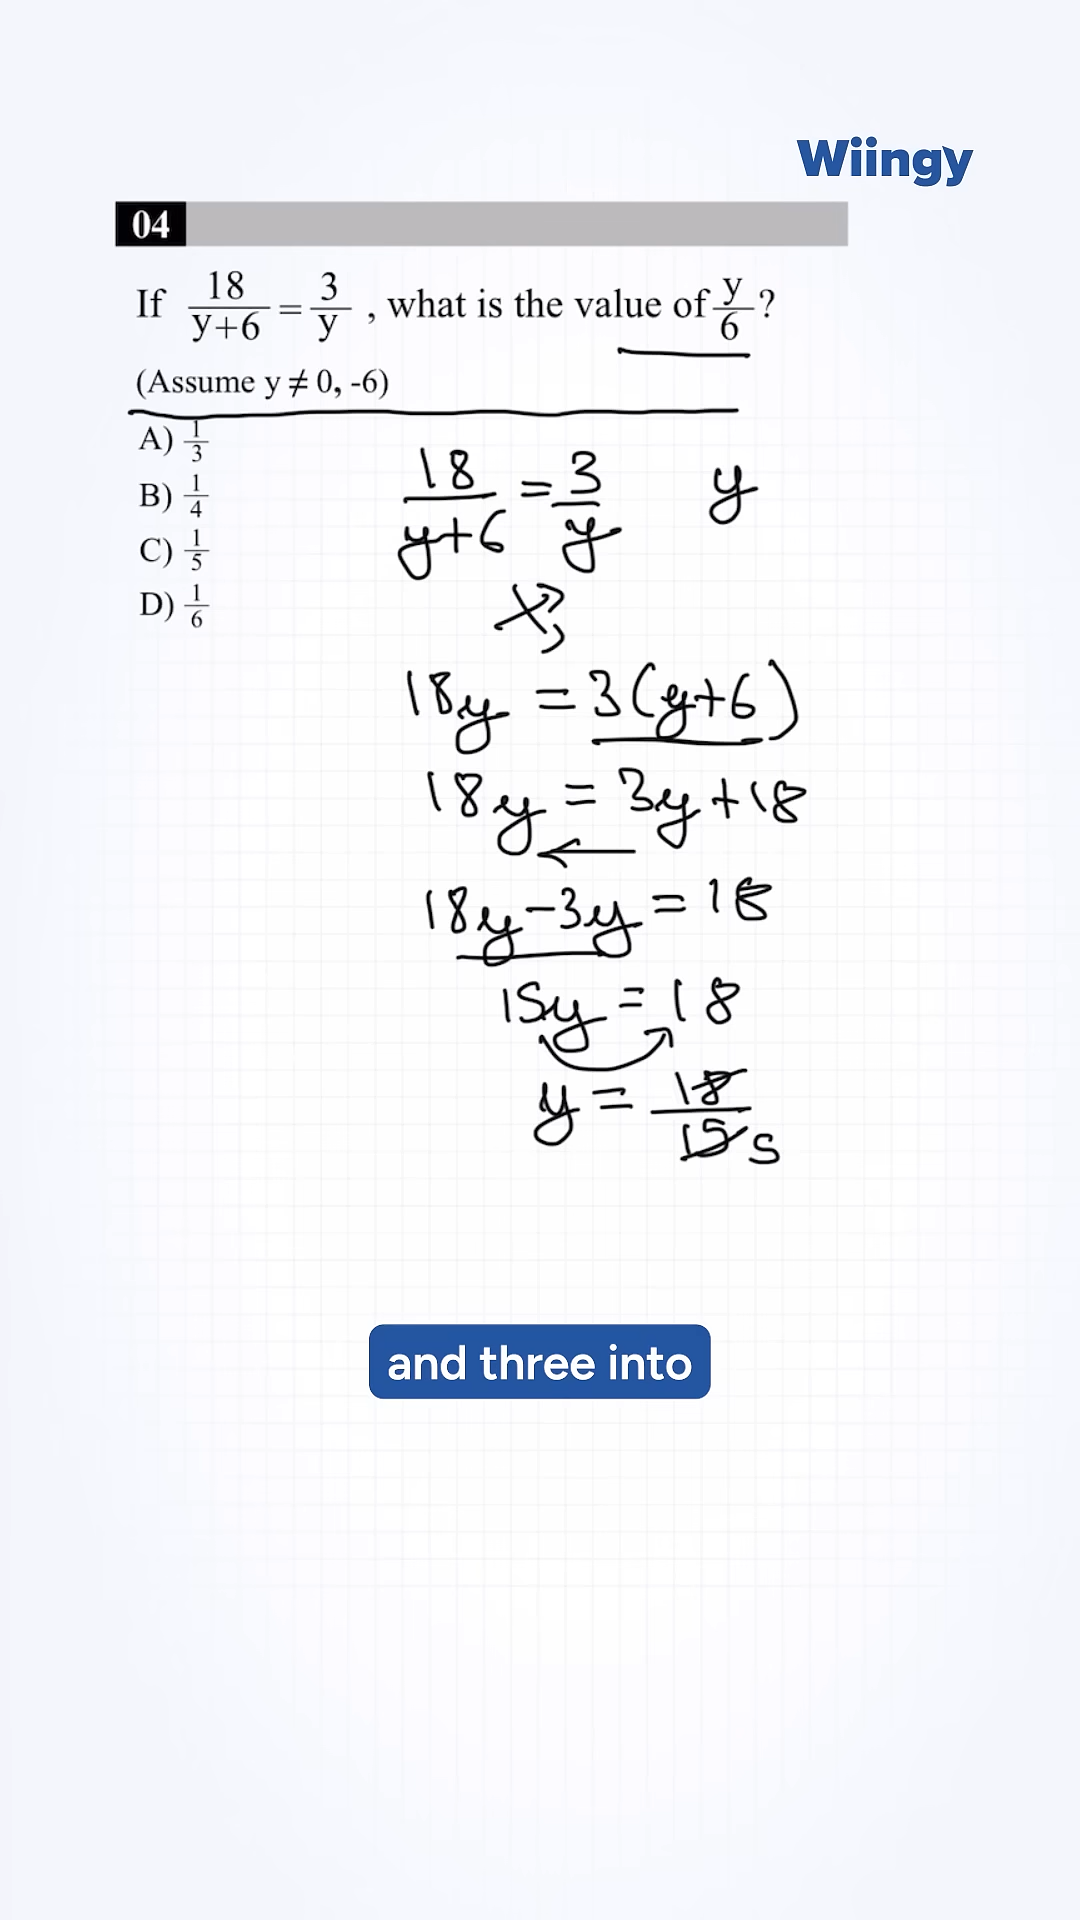 Wiingy
04
If 18/(y+6) = 3/y , what is the value of y/6 ?
(Assume y ≠ 0, -6)
A) 1/3
B) 1/4
C) 1/5
D) 1/6
18/(y+6) = 3/y    y
18y = 3(y+6)
18y = 3y + 18
18y - 3y = 18
15y = 18
y = 18/15 5
and three into